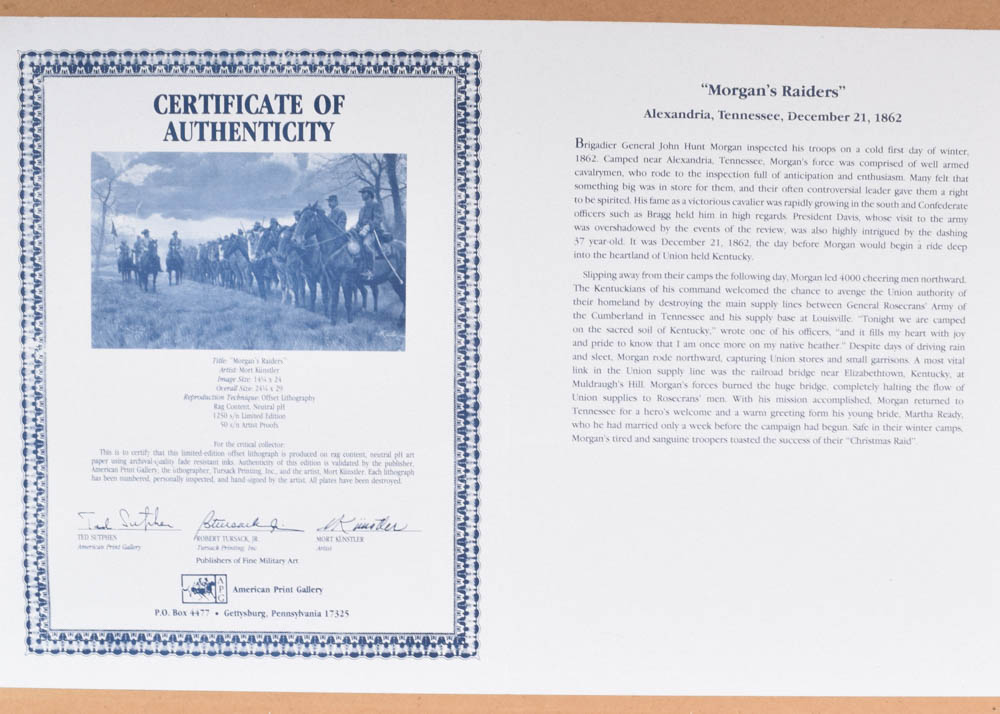 CERTIFICATE OF
AUTHENTICITY
Title: "Morgan's Raiders"
Artist: Mort Künstler
Image Size: 14¼ x 24
Overall Size: 24¼ x 29
Reproduction Technique: Offset Lithography
Rag Content, Neutral pH
1250 s/n Limited Edition
50 s/n Artist Proofs
For the critical collector:
This is to certify that this limited-edition offset lithograph is produced on rag content, neutral pH art
paper using archival-quality fade resistant inks. Authenticity of this edition is validated by the publisher,
American Print Gallery, the lithographer, Tursack Printing, Inc., and the artist, Mort Künstler. Each lithograph
has been numbered, personally inspected, and hand-signed by the artist. All plates have been destroyed.
Ted Sutphen
RTursack Jr.
MKünstler
TED SUTPHEN
ROBERT TURSACK, JR.
MORT KÜNSTLER
American Print Gallery
Tursack Printing, Inc.
Artist
Publishers of Fine Military Art
APG
American Print Gallery
P.O. Box 4477 • Gettysburg, Pennsylvania 17325
"Morgan's Raiders"
Alexandria, Tennessee, December 21, 1862
Brigadier General John Hunt Morgan inspected his troops on a cold first day of winter,
1862. Camped near Alexandria, Tennessee, Morgan's force was comprised of well armed
cavalrymen, who rode to the inspection full of anticipation and enthusiasm. Many felt that
something big was in store for them, and their often controversial leader gave them a right
to be spirited. His fame as a victorious cavalier was rapidly growing in the south and Confederate
officers such as Bragg held him in high regards. President Davis, whose visit to the army
was overshadowed by the events of the review, was also highly intrigued by the dashing
37 year-old. It was December 21, 1862, the day before Morgan would begin a ride deep
into the heartland of Union held Kentucky.
Slipping away from their camps the following day, Morgan led 4000 cheering men northward.
The Kentuckians of his command welcomed the chance to avenge the Union authority of
their homeland by destroying the main supply lines between General Rosecrans' Army of
the Cumberland in Tennessee and his supply base at Louisville. "Tonight we are camped
on the sacred soil of Kentucky," wrote one of his officers, "and it fills my heart with joy
and pride to know that I am once more on my native heather." Despite days of driving rain
and sleet, Morgan rode northward, capturing Union stores and small garrisons. A most vital
link in the Union supply line was the railroad bridge near Elizabethtown, Kentucky, at
Muldraugh's Hill. Morgan's forces burned the huge bridge, completely halting the flow of
Union supplies to Rosecrans' men. With his mission accomplished, Morgan returned to
Tennessee for a hero's welcome and a warm greeting form his young bride, Martha Ready,
who he had married only a week before the campaign had begun. Safe in their winter camps,
Morgan's tired and sanguine troopers toasted the success of their "Christmas Raid".